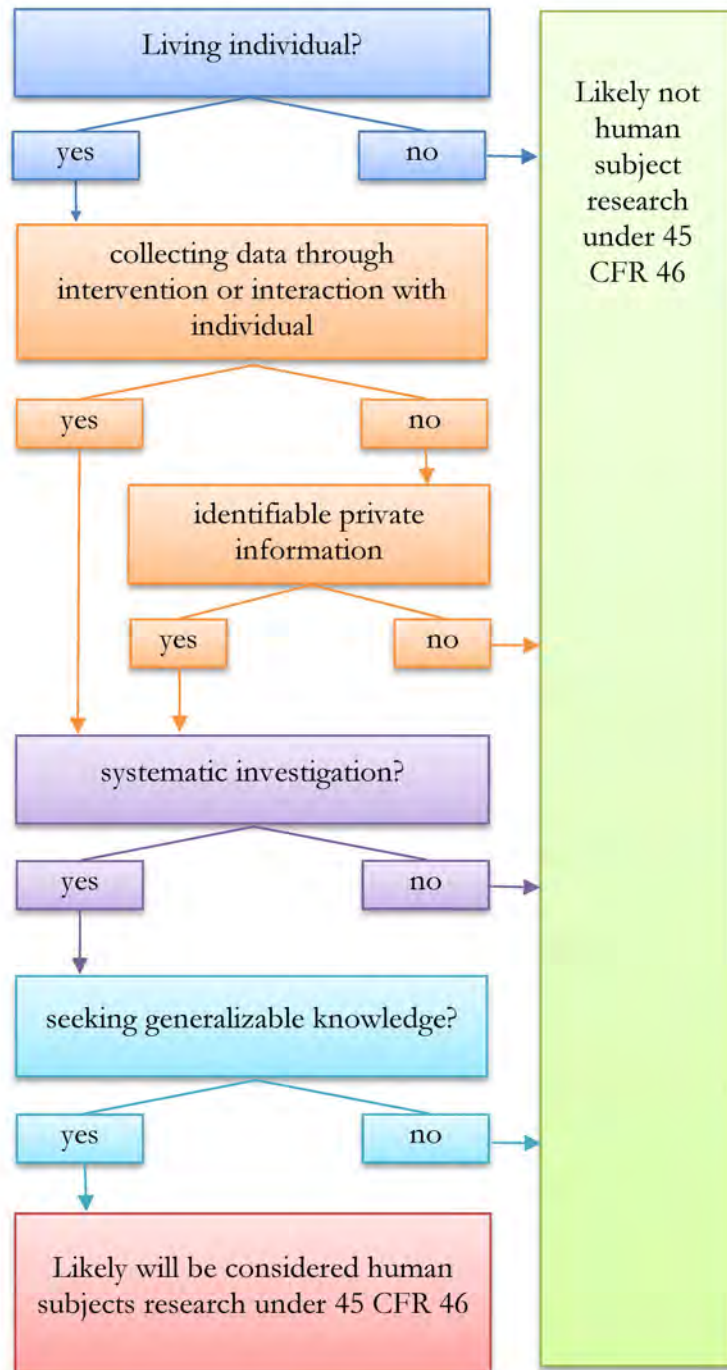 Living individual?
yes
no
Likely not
human
subject
research
under 45
CFR 46
collecting data through
intervention or interaction with
individual
yes
no
identifiable private
information
yes
no
systematic investigation?
yes
no
seeking generalizable knowledge?
yes
no
Likely will be considered human
subjects research under 45 CFR 46